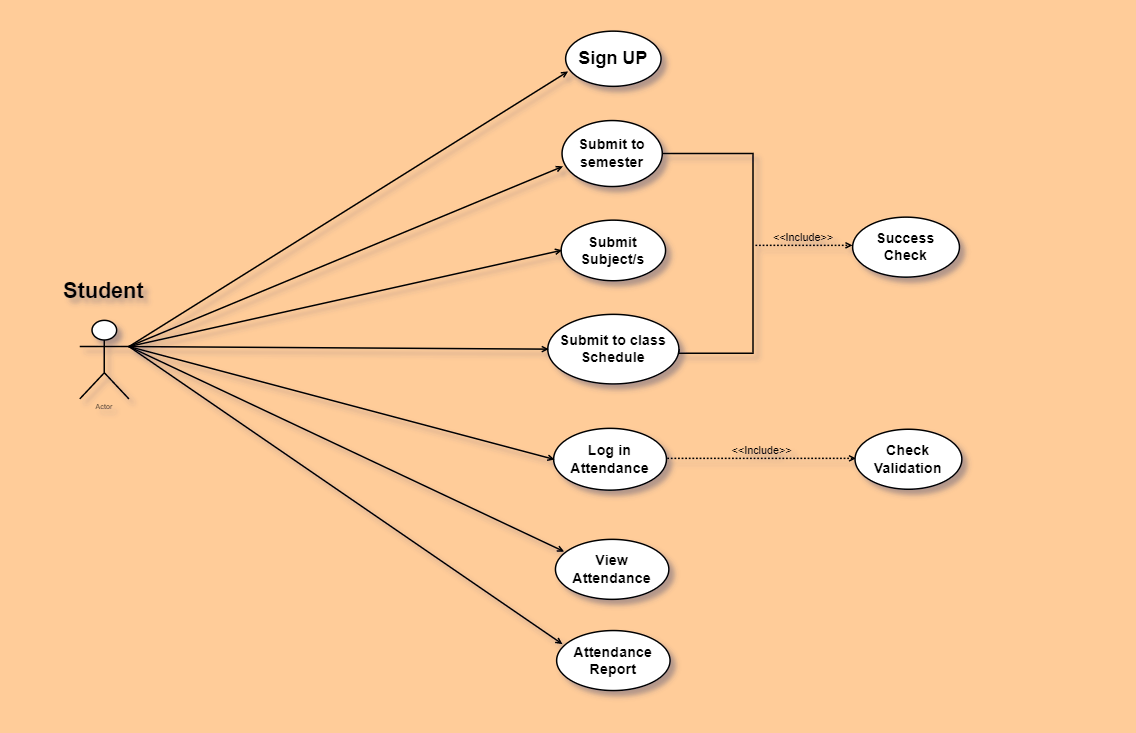 Sign UP
Submit to
semester
Submit
Subject/s
<<Include>>
Success
Check
Student
Actor
Submit to class
Schedule
Log in
Attendance
<<Include>>
Check
Validation
View
Attendance
Attendance
Report